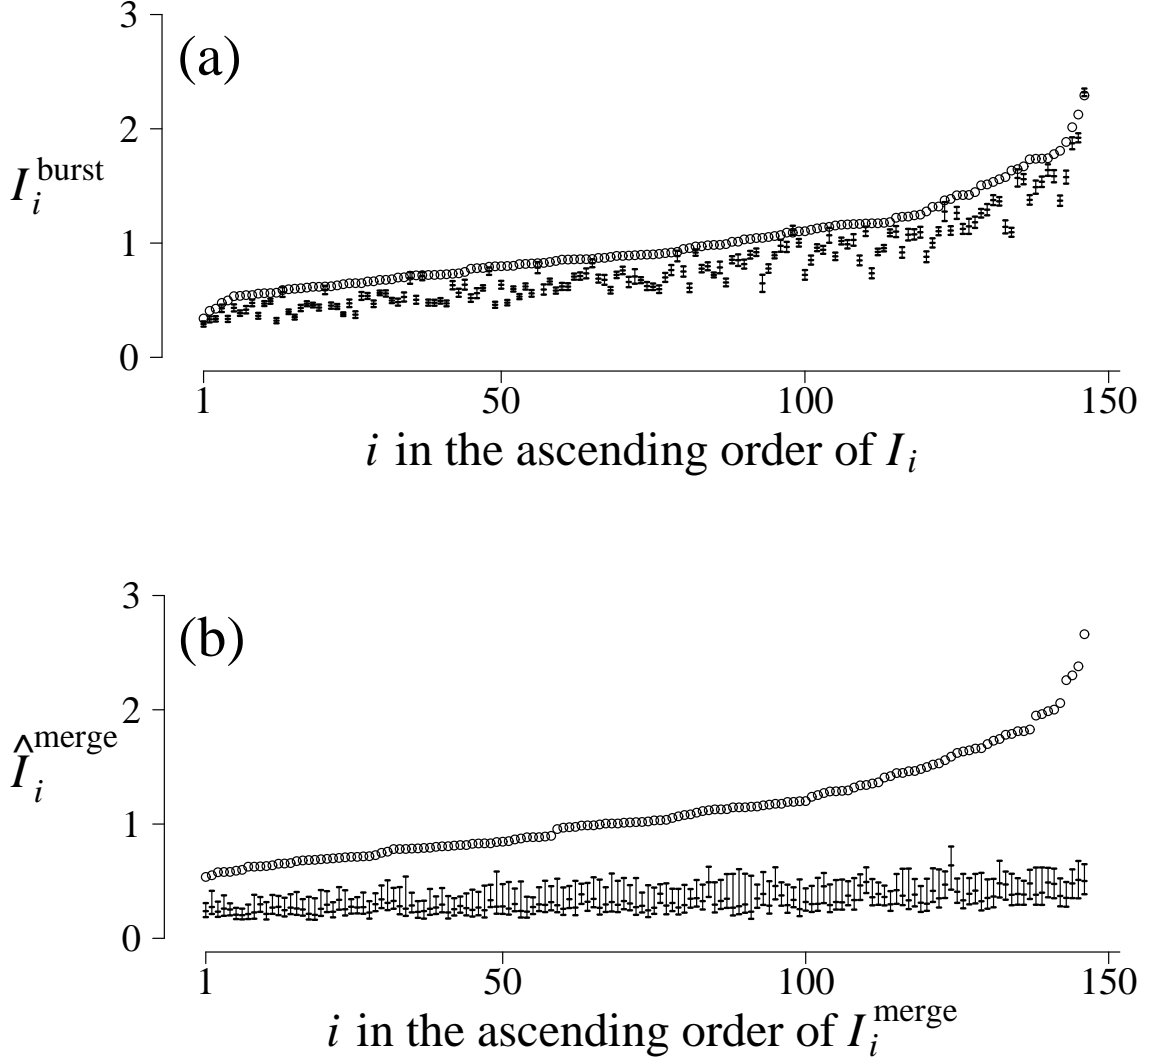 3
(a)
2
I_i^burst
1
0
1 50 100 150
i in the ascending order of I_i
3
(b)
2
Î_i^merge
1
0
1 50 100 150
i in the ascending order of I_i^merge